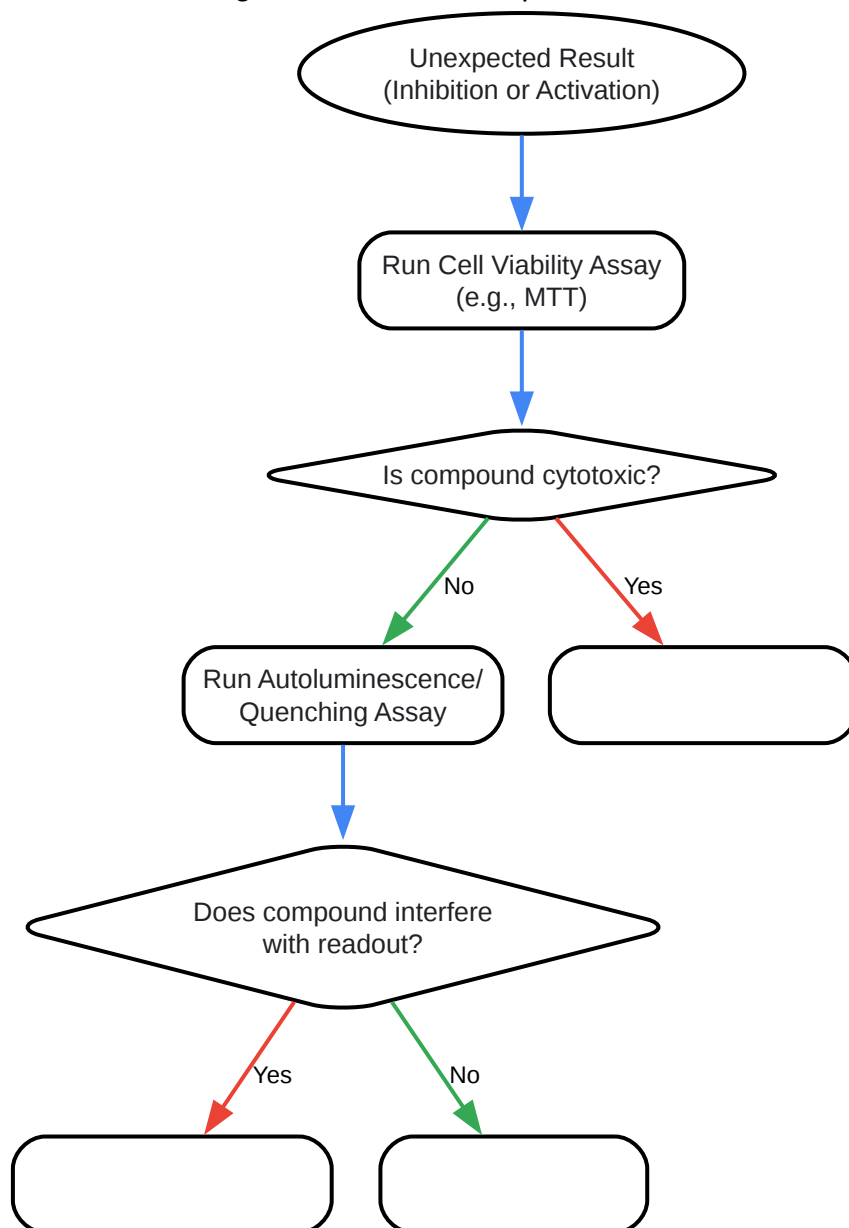 Unexpected Result
(Inhibition or Activation)
Run Cell Viability Assay
(e.g., MTT)
Is compound cytotoxic?
No
Yes
Run Autoluminescence/
Quenching Assay
Does compound interfere
with readout?
Yes
No